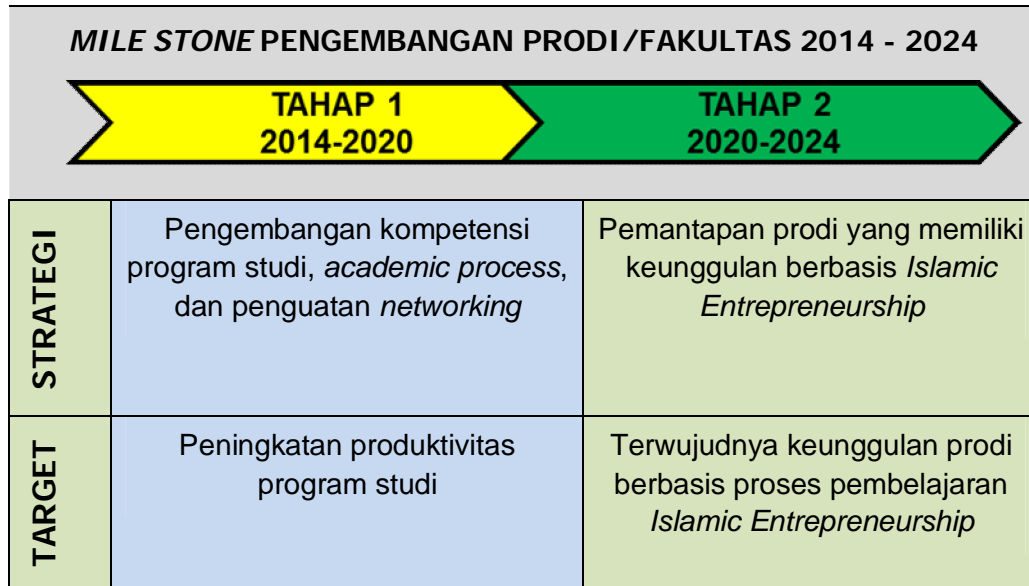 MILE STONE PENGEMBANGAN PRODI/FAKULTAS 2014 - 2024
TAHAP 1
2014-2020
TAHAP 2
2020-2024
STRATEGI
Pengembangan kompetensi
program studi, academic process,
dan penguatan networking
Pemantapan prodi yang memiliki
keunggulan berbasis Islamic
Entrepreneurship
TARGET
Peningkatan produktivitas
program studi
Terwujudnya keunggulan prodi
berbasis proses pembelajaran
Islamic Entrepreneurship